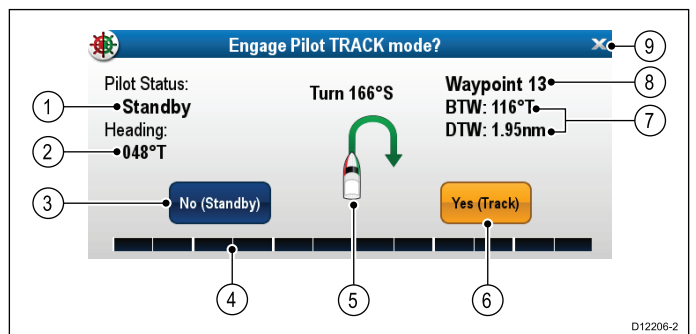 Engage Pilot TRACK mode?
9
Pilot Status:
Standby
Heading:
048°T
1
2
Turn 166°S
Waypoint 13
BTW: 116°T
DTW: 1.95nm
8
7
3
No (Standby)
Yes (Track)
4
5
6
D12206-2